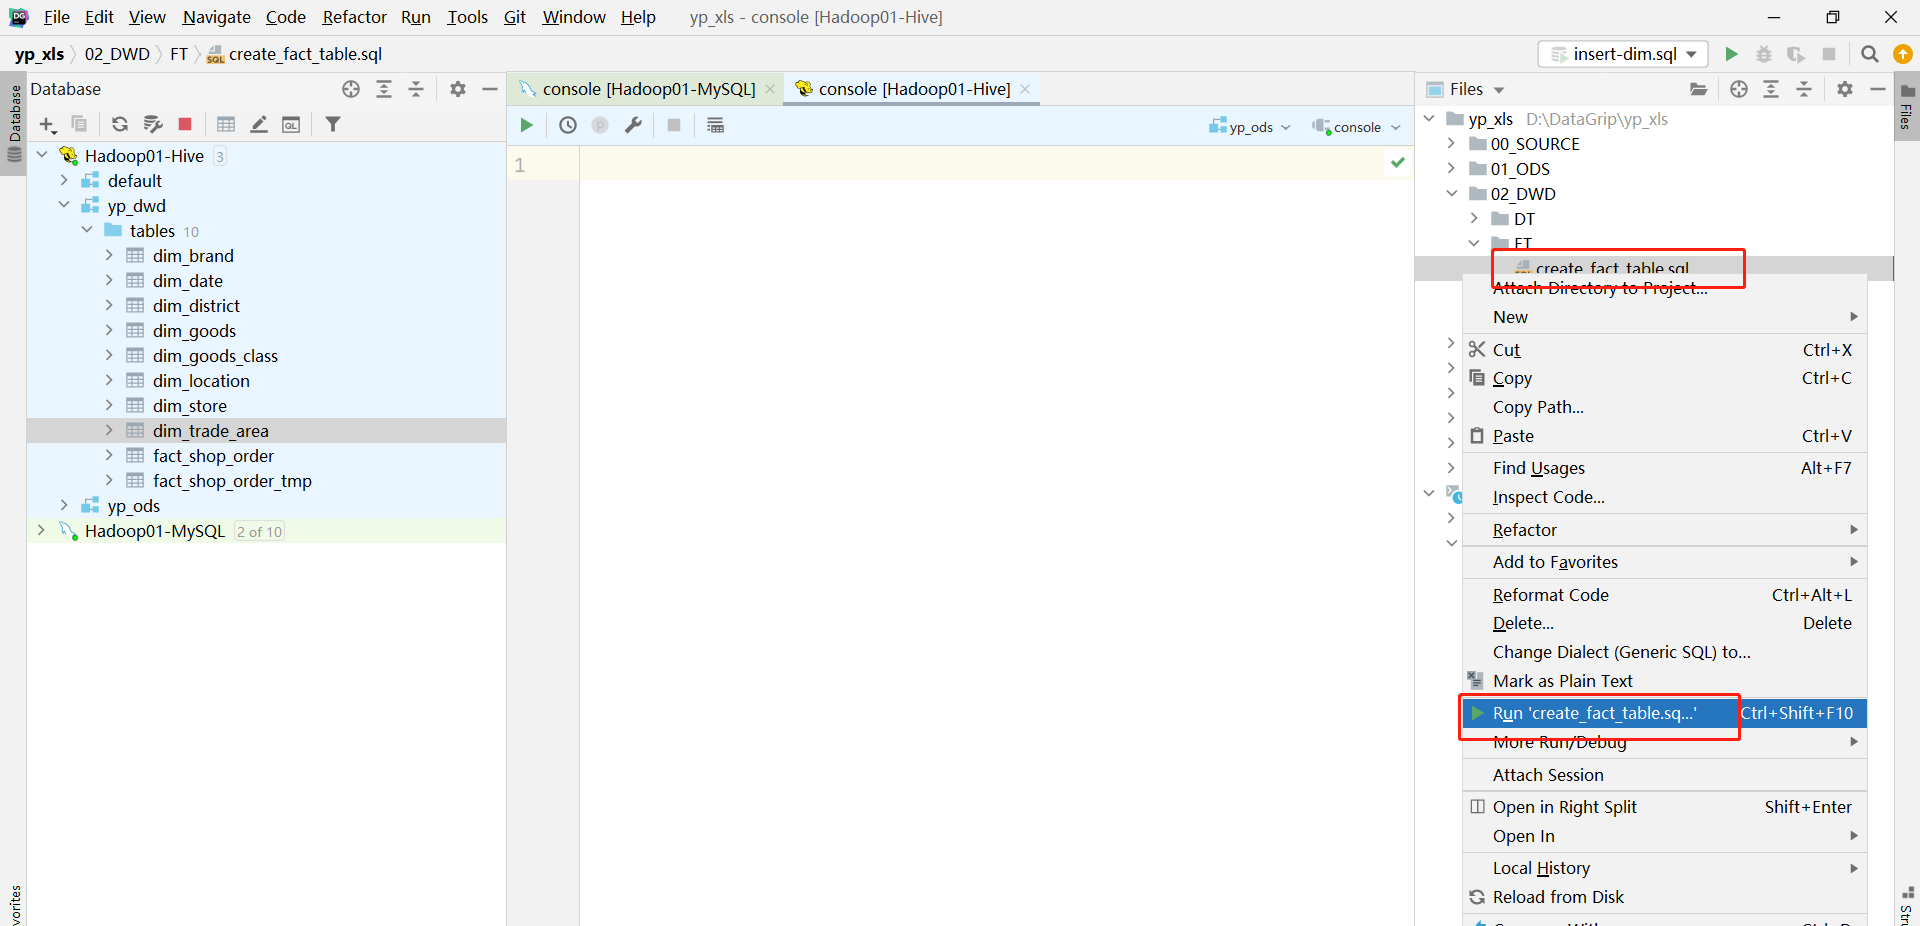 DG File Edit View Navigate Code Refactor Run Tools Git Window Help yp_xls - console [Hadoop01-Hive]
yp_xls 02_DWD FT create_fact_table.sql insert-dim.sql
Database
Database
console [Hadoop01-MySQL]
console [Hadoop01-Hive]
Files
Files
yp_ods console
1
Hadoop01-Hive 3
default
yp_dwd
tables 10
dim_brand
dim_date
dim_district
dim_goods
dim_goods_class
dim_location
dim_store
dim_trade_area
fact_shop_order
fact_shop_order_tmp
yp_ods
Hadoop01-MySQL 2 of 10
yp_xls D:\DataGrip\yp_xls
00_SOURCE
01_ODS
02_DWD
DT
FT
create_fact_table.sql
Attach Directory to Project...
New
Cut Ctrl+X
Copy Ctrl+C
Copy Path...
Paste Ctrl+V
Find Usages Alt+F7
Inspect Code...
Refactor
Add to Favorites
Reformat Code Ctrl+Alt+L
Delete... Delete
Change Dialect (Generic SQL) to...
Mark as Plain Text
Run 'create_fact_table.sq...' Ctrl+Shift+F10
More Run/Debug
Attach Session
Open in Right Split Shift+Enter
Open In
Local History
Reload from Disk
vorites
Stru